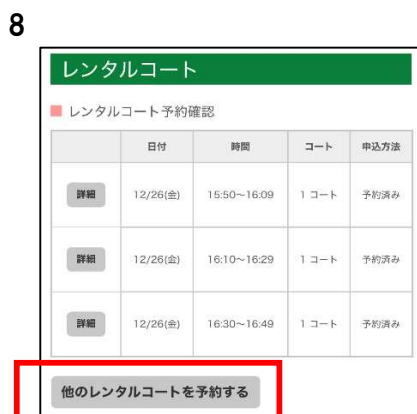 8
レンタルコート
レンタルコート予約確認
日付 時間 コート 申込方法
詳細 12/26(金) 15:50～16:09 1 コート 予約済み
詳細 12/26(金) 16:10～16:29 1 コート 予約済み
詳細 12/26(金) 16:30～16:49 1 コート 予約済み
他のレンタルコートを予約する